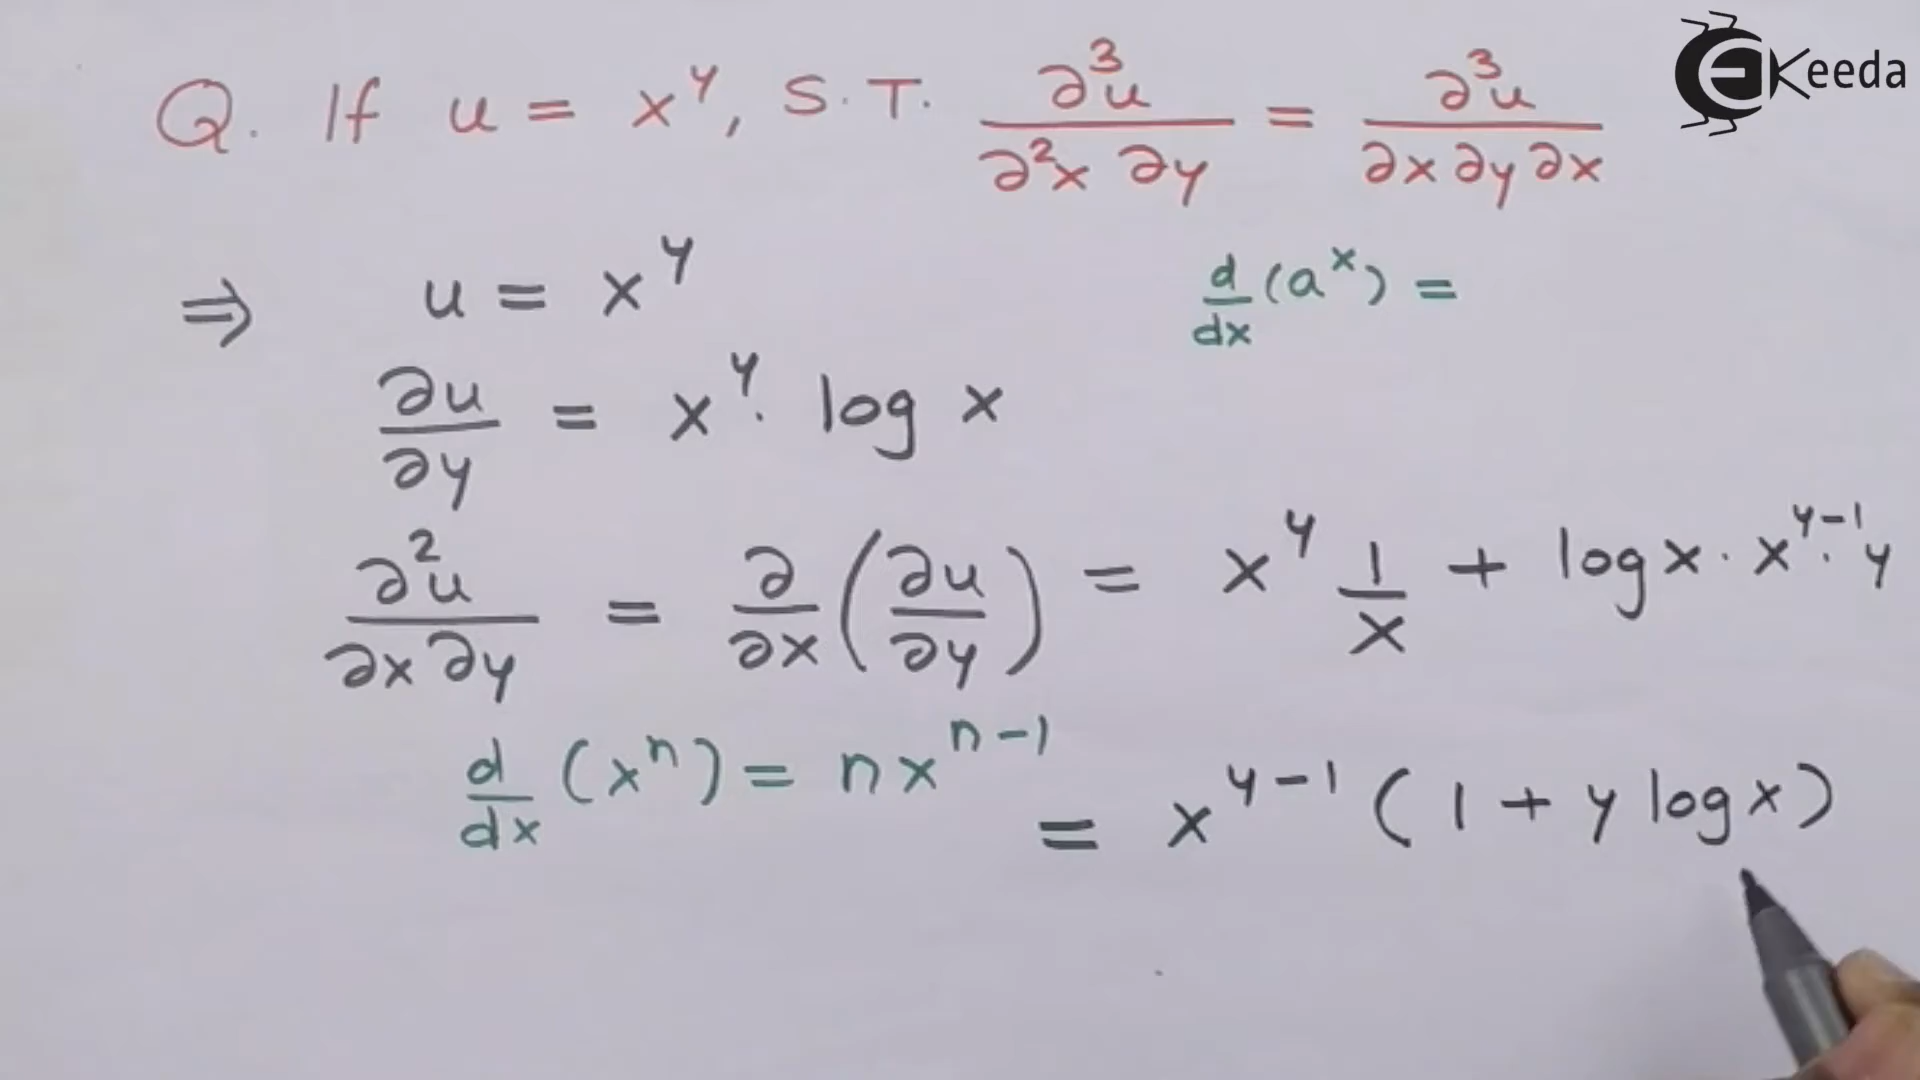 Q. If u = x^y, S.T. ∂³u / ∂²x ∂y = ∂³u / ∂x ∂y ∂x
EKeeda
⇒ u = x^y
d/dx (a^x) =
∂u/∂y = x^y · log x
∂²u / ∂x ∂y = ∂/∂x (∂u/∂y) = x^y 1/x + log x · x^(y-1) · y
d/dx (x^n) = n x^(n-1)
= x^(y-1) (1 + y log x)